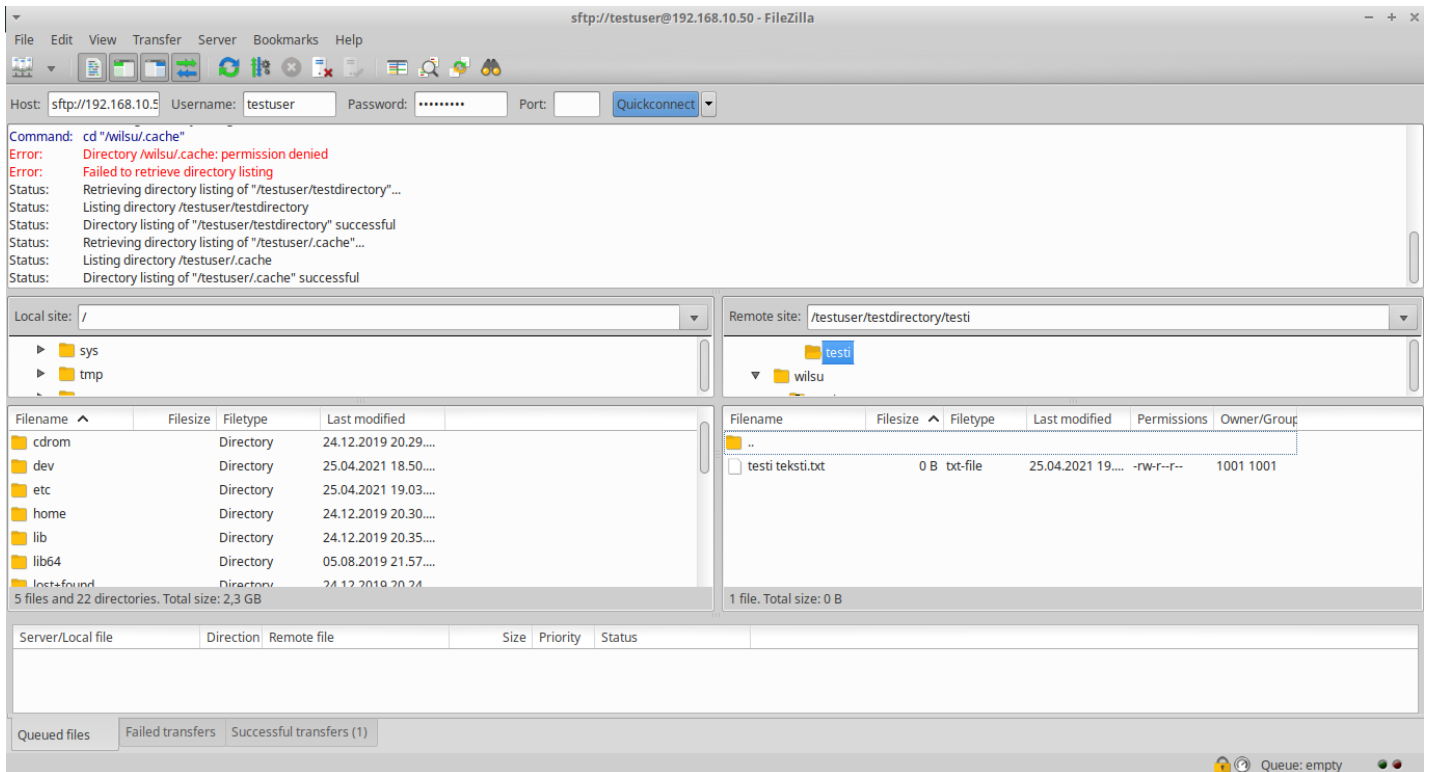 sftp://testuser@192.168.10.50 - FileZilla
File Edit View Transfer Server Bookmarks Help
Host: sftp://192.168.10.5 Username: testuser Password: ••••••••• Port: Quickconnect
Command: cd "/wilsu/.cache"
Error: Directory /wilsu/.cache: permission denied
Error: Failed to retrieve directory listing
Status: Retrieving directory listing of "/testuser/testdirectory"...
Status: Listing directory /testuser/testdirectory
Status: Directory listing of "/testuser/testdirectory" successful
Status: Retrieving directory listing of "/testuser/.cache"...
Status: Listing directory /testuser/.cache
Status: Directory listing of "/testuser/.cache" successful
Local site: /
sys
tmp
Filename Filesize Filetype Last modified
cdrom Directory 24.12.2019 20.29....
dev Directory 25.04.2021 18.50....
etc Directory 25.04.2021 19.03....
home Directory 24.12.2019 20.30....
lib Directory 24.12.2019 20.35....
lib64 Directory 05.08.2019 21.57....
lost+found Directory 24.12.2019 20.24
5 files and 22 directories. Total size: 2,3 GB
Remote site: /testuser/testdirectory/testi
testi
wilsu
Filename Filesize Filetype Last modified Permissions Owner/Group
..
testi teksti.txt 0 B txt-file 25.04.2021 19.... -rw-r--r-- 1001 1001
1 file. Total size: 0 B
Server/Local file Direction Remote file Size Priority Status
Queued files Failed transfers Successful transfers (1)
Queue: empty